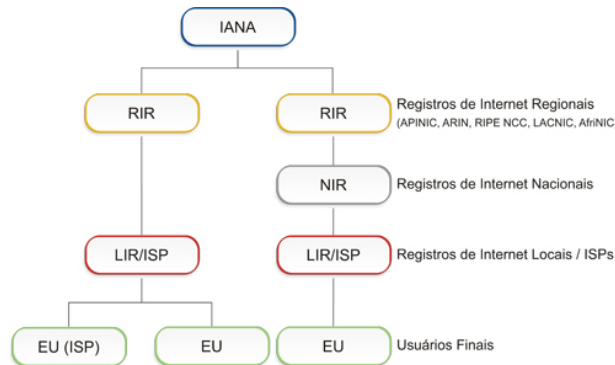 IANA
RIR
RIR
Registros de Internet Regionais
(APINIC, ARIN, RIPE NCC, LACNIC, AfriNIC
NIR
Registros de Internet Nacionais
LIR/ISP
LIR/ISP
Registros de Internet Locais / ISPs
EU (ISP)
EU
EU
Usuários Finais